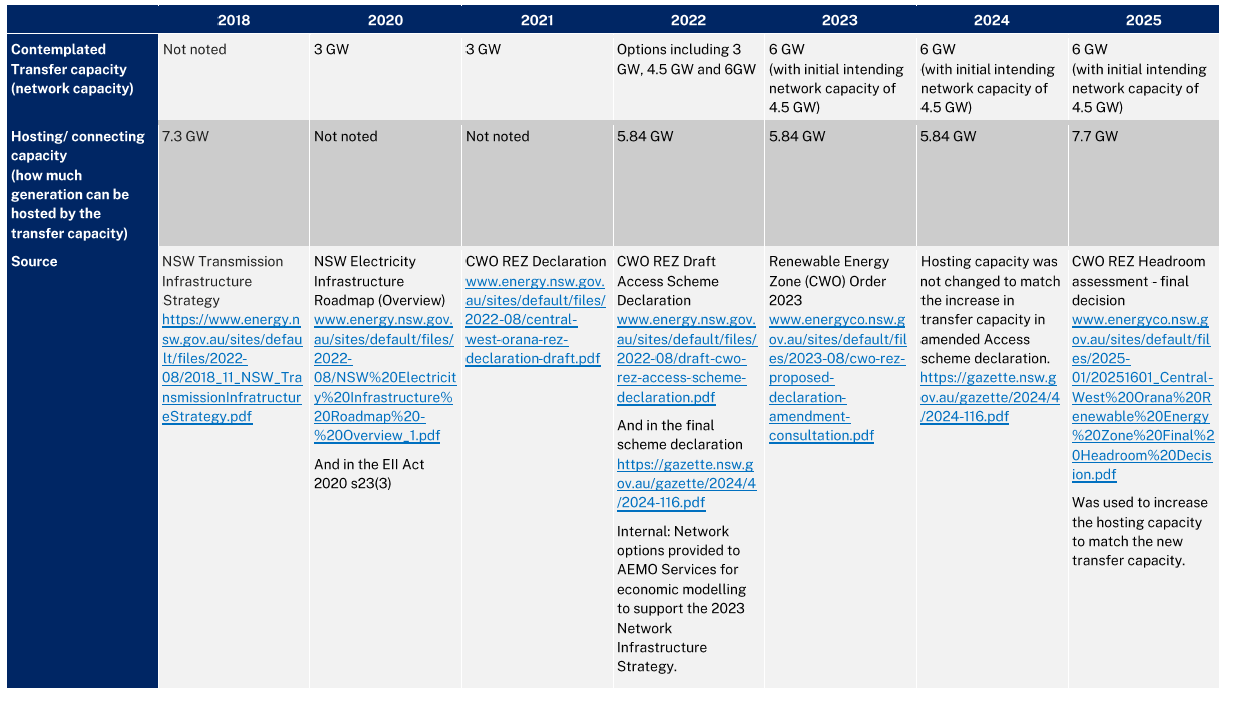 2018
2020
2021
2022
2023
2024
2025
Contemplated
Transfer capacity
(network capacity)
Not noted
3 GW
3 GW
Options including 3
GW, 4.5 GW and 6GW
6 GW
(with initial intending
network capacity of
4.5 GW)
6 GW
(with initial intending
network capacity of
4.5 GW)
6 GW
(with initial intending
network capacity of
4.5 GW)
Hosting/ connecting
capacity
(how much
generation can be
hosted by the
transfer capacity)
7.3 GW
Not noted
Not noted
5.84 GW
5.84 GW
5.84 GW
7.7 GW
Source
NSW Transmission
Infrastructure
Strategy
https://www.energy.n
sw.gov.au/sites/defau
lt/files/2022-
08/2018_11_NSW_Tra
nsmissionInfratructur
eStrategy.pdf
NSW Electricity
Infrastructure
Roadmap (Overview)
www.energy.nsw.gov.
au/sites/default/files/
2022-
08/NSW%20Electricit
y%20Infrastructure%
20Roadmap%20-
%20Overview_1.pdf
And in the EII Act
2020 s23(3)
CWO REZ Declaration
www.energy.nsw.gov.
au/sites/default/files/
2022-08/central-
west-orana-rez-
declaration-draft.pdf
CWO REZ Draft
Access Scheme
Declaration
www.energy.nsw.gov.
au/sites/default/files/
2022-08/draft-cwo-
rez-access-scheme-
declaration.pdf
And in the final
scheme declaration
https://gazette.nsw.g
ov.au/gazette/2024/4
/2024-116.pdf
Internal: Network
options provided to
AEMO Services for
economic modelling
to support the 2023
Network
Infrastructure
Strategy.
Renewable Energy
Zone (CWO) Order
2023
www.energyco.nsw.g
ov.au/sites/default/fil
es/2023-08/cwo-rez-
proposed-
declaration-
amendment-
consultation.pdf
Hosting capacity was
not changed to match
the increase in
transfer capacity in
amended Access
scheme declaration.
https://gazette.nsw.g
ov.au/gazette/2024/4
/2024-116.pdf
CWO REZ Headroom
assessment - final
decision
www.energyco.nsw.g
ov.au/sites/default/fil
es/2025-
01/20251601_Central-
West%20Orana%20R
enewable%20Energy
%20Zone%20Final%2
0Headroom%20Decis
ion.pdf
Was used to increase
the hosting capacity
to match the new
transfer capacity.